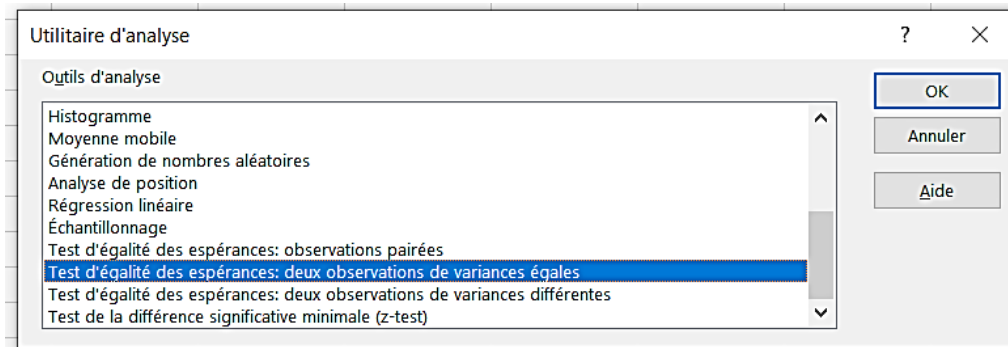 Utilitaire d'analyse
?
Outils d'analyse
OK
Histogramme
Moyenne mobile
Annuler
Génération de nombres aléatoires
Analyse de position
Aide
Régression linéaire
Échantillonnage
Test d'égalité des espérances: observations pairées
Test d'égalité des espérances: deux observations de variances égales
Test d'égalité des espérances: deux observations de variances différentes
Test de la différence significative minimale (z-test)